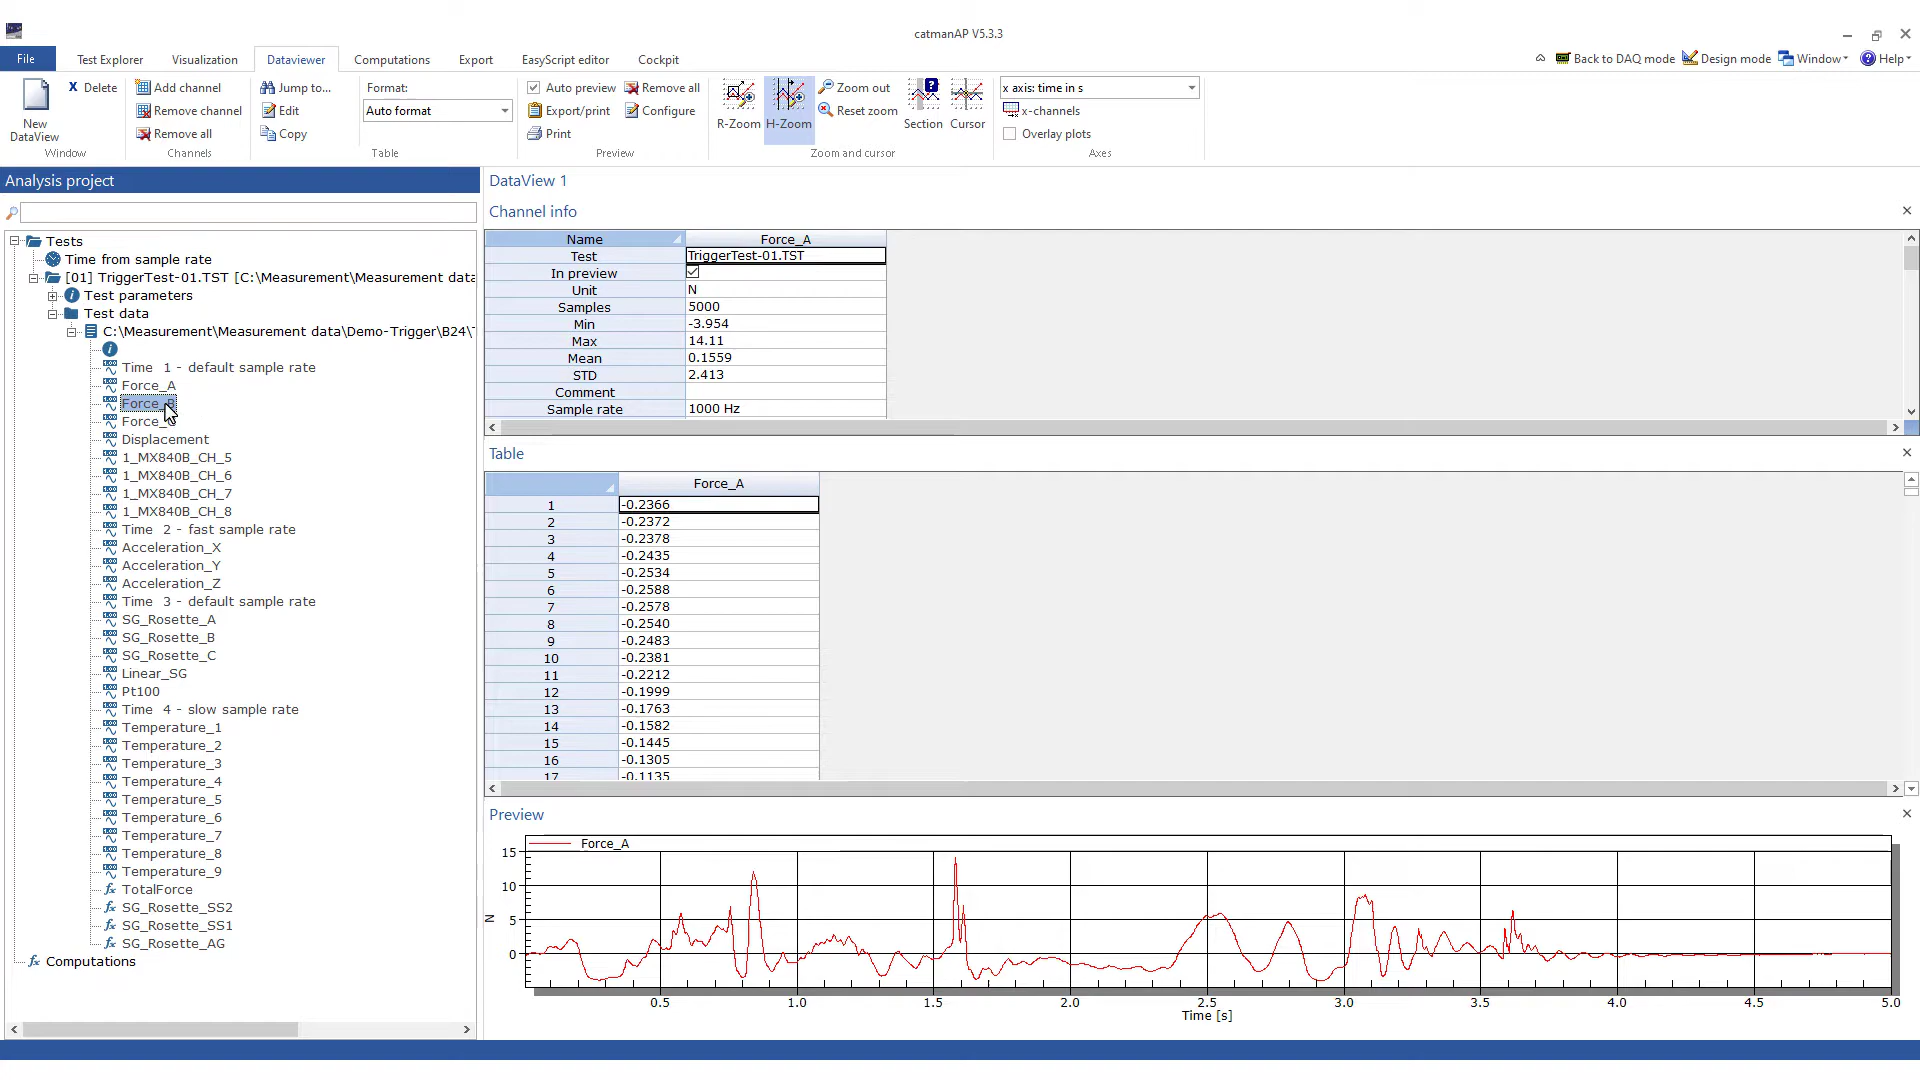 catmanAP V5.3.3
File
Test Explorer
Visualization
Dataviewer
Computations
Export
EasyScript editor
Cockpit
Back to DAQ mode
Design mode
Window
Help
New
DataView
Window
Delete
Add channel
Remove channel
Remove all
Channels
Jump to...
Edit
Copy
Format:
Auto format
Table
Auto preview
Export/print
Print
Remove all
Configure
Preview
R-Zoom
H-Zoom
Zoom out
Reset zoom
Section
Cursor
Zoom and cursor
x axis: time in s
x-channels
Overlay plots
Axes
Analysis project
Tests
Time from sample rate
[01] TriggerTest-01.TST [C:\Measurement\Measurement data
Test parameters
Test data
C:\Measurement\Measurement data\Demo-Trigger\B24\
Time 1 - default sample rate
Force_A
Force_B
Force_
Displacement
1_MX840B_CH_5
1_MX840B_CH_6
1_MX840B_CH_7
1_MX840B_CH_8
Time 2 - fast sample rate
Acceleration_X
Acceleration_Y
Acceleration_Z
Time 3 - default sample rate
SG_Rosette_A
SG_Rosette_B
SG_Rosette_C
Linear_SG
Pt100
Time 4 - slow sample rate
Temperature_1
Temperature_2
Temperature_3
Temperature_4
Temperature_5
Temperature_6
Temperature_7
Temperature_8
Temperature_9
TotalForce
SG_Rosette_SS2
SG_Rosette_SS1
SG_Rosette_AG
Computations
DataView 1
Channel info
Name Force_A
Test TriggerTest-01.TST
In preview
Unit N
Samples 5000
Min -3.954
Max 14.11
Mean 0.1559
STD 2.413
Comment
Sample rate 1000 Hz
Table
Force_A
1 -0.2366
2 -0.2372
3 -0.2378
4 -0.2435
5 -0.2534
6 -0.2588
7 -0.2578
8 -0.2540
9 -0.2483
10 -0.2381
11 -0.2212
12 -0.1999
13 -0.1763
14 -0.1582
15 -0.1445
16 -0.1305
17 -0.1135
Preview
Force_A
15
10
5
0
N
0.5 1.0 1.5 2.0 2.5 3.0 3.5 4.0 4.5 5.0
Time [s]